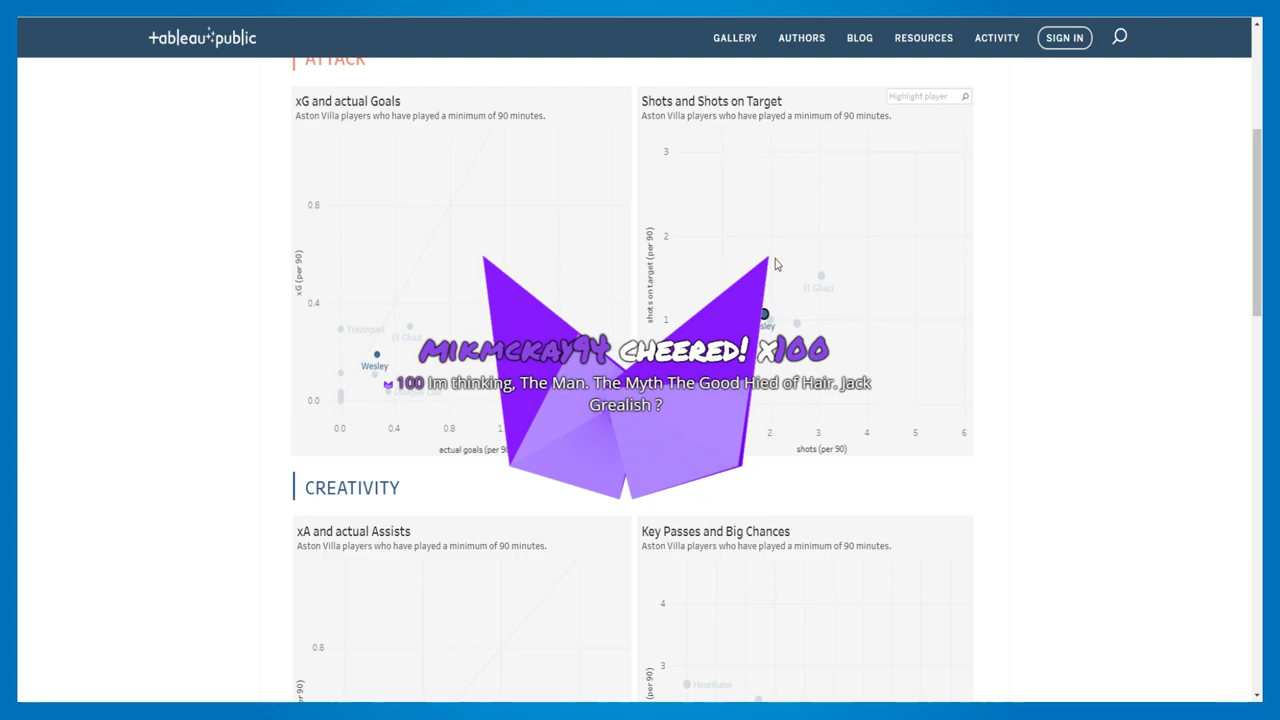 +ableau public
GALLERY AUTHORS BLOG RESOURCES ACTIVITY SIGN IN
ATTACK
xG and actual Goals
Aston Villa players who have played a minimum of 90 minutes.
xG (per 90)
0.8
0.4
0.0
Trézéguet
El Ghazi
Wesley
Douglas Luiz
0.0 0.4 0.8
actual goals (per 90
Shots and Shots on Target
Highlight player
Aston Villa players who have played a minimum of 90 minutes.
shots on target (per 90)
3
2
1
El Ghazi
sley
2 3 4 5 6
shots (per 90)
mikmckay94 cheered! x100
100 Im thinking, The Man. The Myth The Good Hied of Hair. Jack
Grealish ?
CREATIVITY
xA and actual Assists
Aston Villa players who have played a minimum of 90 minutes.
0.8
(per 90)
Key Passes and Big Chances
Aston Villa players who have played a minimum of 90 minutes.
4
3
(per 90)
Hourihane